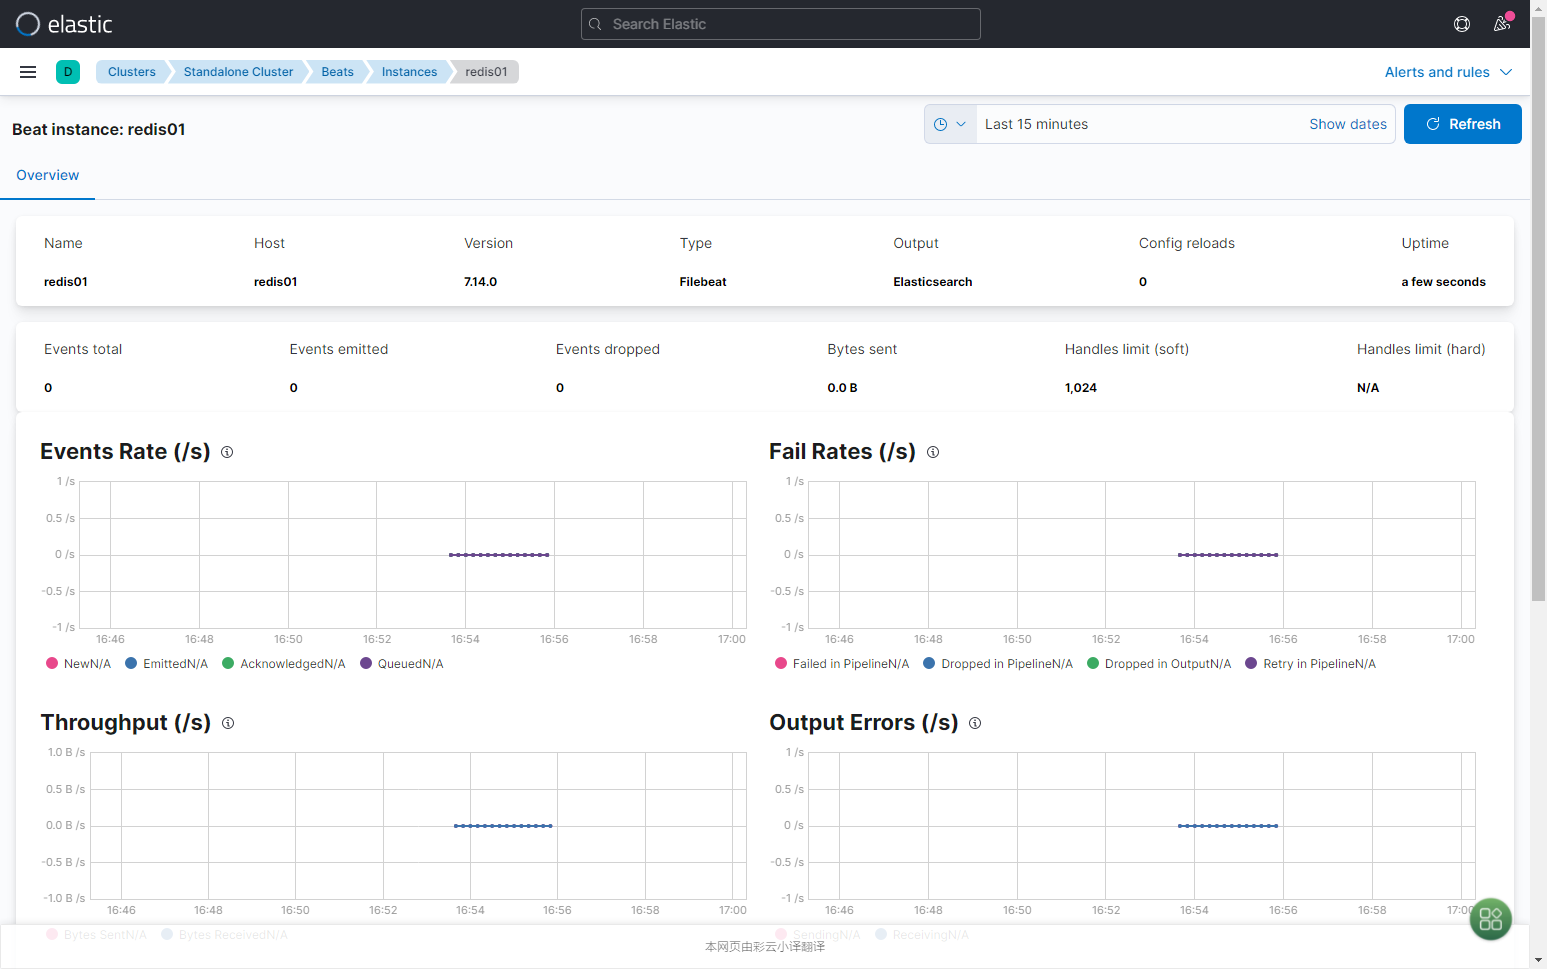 elastic
Search Elastic
D
Clusters
Standalone Cluster
Beats
Instances
redis01
Alerts and rules
Beat instance: redis01
Last 15 minutes
Show dates
Refresh
Overview
Name Host Version Type Output Config reloads Uptime
redis01 redis01 7.14.0 Filebeat Elasticsearch 0 a few seconds
Events total Events emitted Events dropped Bytes sent Handles limit (soft) Handles limit (hard)
0 0 0 0.0 B 1,024 N/A
Events Rate (/s)
1 /s
0.5 /s
0 /s
-0.5 /s
-1 /s
16:46 16:48 16:50 16:52 16:54 16:56 16:58 17:00
NewN/A EmittedN/A AcknowledgedN/A QueuedN/A
Fail Rates (/s)
1 /s
0.5 /s
0 /s
-0.5 /s
-1 /s
16:46 16:48 16:50 16:52 16:54 16:56 16:58 17:00
Failed in PipelineN/A Dropped in PipelineN/A Dropped in OutputN/A Retry in PipelineN/A
Throughput (/s)
1.0 B /s
0.5 B /s
0.0 B /s
-0.5 B /s
-1.0 B /s
16:46 16:48 16:50 16:52 16:54 16:56 16:58 17:00
Bytes SentN/A Bytes ReceivedN/A
Output Errors (/s)
1 /s
0.5 /s
0 /s
-0.5 /s
-1 /s
16:46 16:48 16:50 16:52 16:54 16:56 16:58 17:00
SendingN/A ReceivingN/A
本网页由彩云小译翻译